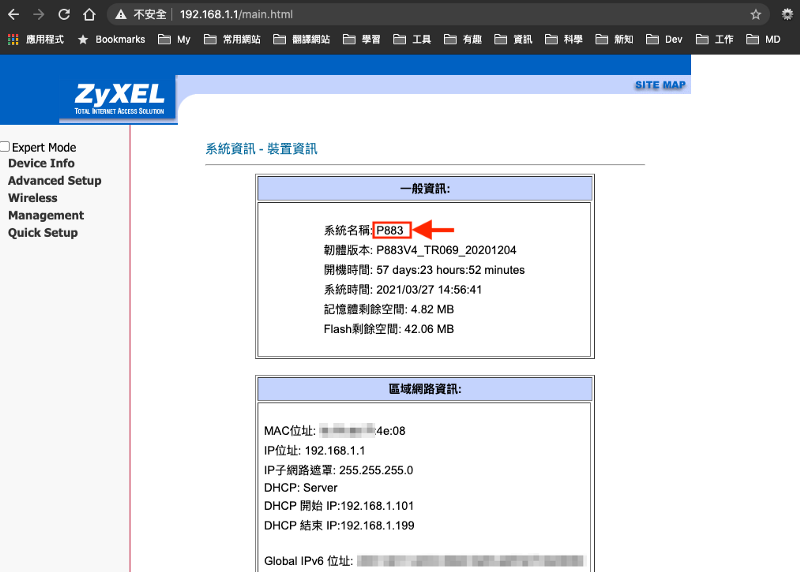 不安全 | 192.168.1.1/main.html
應用程式 Bookmarks My 常用網站 翻譯網站 學習 工具 有趣 資訊 科學 新知 Dev 工作 MD
ZyXEL
TOTAL INTERNET ACCESS SOLUTION
SITE MAP
Expert Mode
Device Info
Advanced Setup
Wireless
Management
Quick Setup
系統資訊 - 裝置資訊
一般資訊:
系統名稱: P883
韌體版本: P883V4_TR069_20201204
開機時間: 57 days:23 hours:52 minutes
系統時間: 2021/03/27 14:56:41
記憶體剩餘空間: 4.82 MB
Flash剩餘空間: 42.06 MB
區域網路資訊:
MAC位址: :4e:08
IP位址: 192.168.1.1
IP子網路遮罩: 255.255.255.0
DHCP: Server
DHCP 開始 IP:192.168.1.101
DHCP 結束 IP:192.168.1.199
Global IPv6 位址: